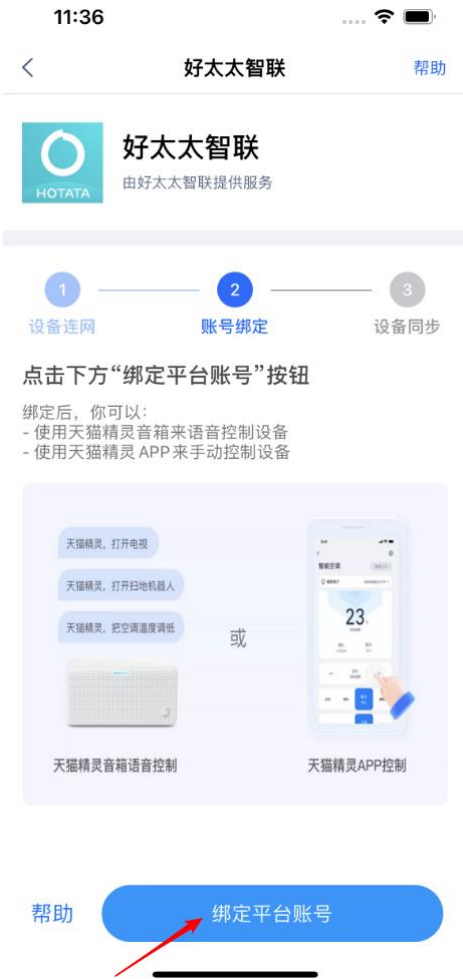 11:36
好太太智联
帮助
HOTATA
好太太智联
由好太太智联提供服务
1
2
3
设备连网
账号绑定
设备同步
点击下方“绑定平台账号”按钮
绑定后，你可以：
- 使用天猫精灵音箱来语音控制设备
- 使用天猫精灵APP来手动控制设备
天猫精灵，打开电视
天猫精灵，打开扫地机器人
天猫精灵、把空调温度调低
或
智能空调
23
天猫精灵音箱语音控制
天猫精灵APP控制
帮助
绑定平台账号